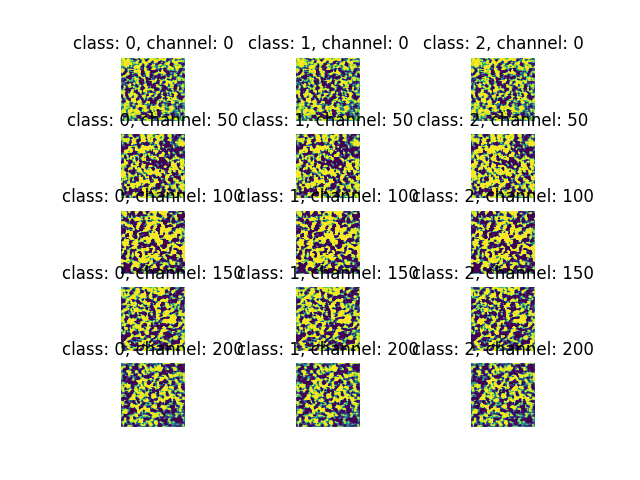 class: 0, channel: 0 class: 1, channel: 0 class: 2, channel: 0
class: 0, channel: 50 class: 1, channel: 50 class: 2, channel: 50
class: 0, channel: 100 class: 1, channel: 100 class: 2, channel: 100
class: 0, channel: 150 class: 1, channel: 150 class: 2, channel: 150
class: 0, channel: 200 class: 1, channel: 200 class: 2, channel: 200